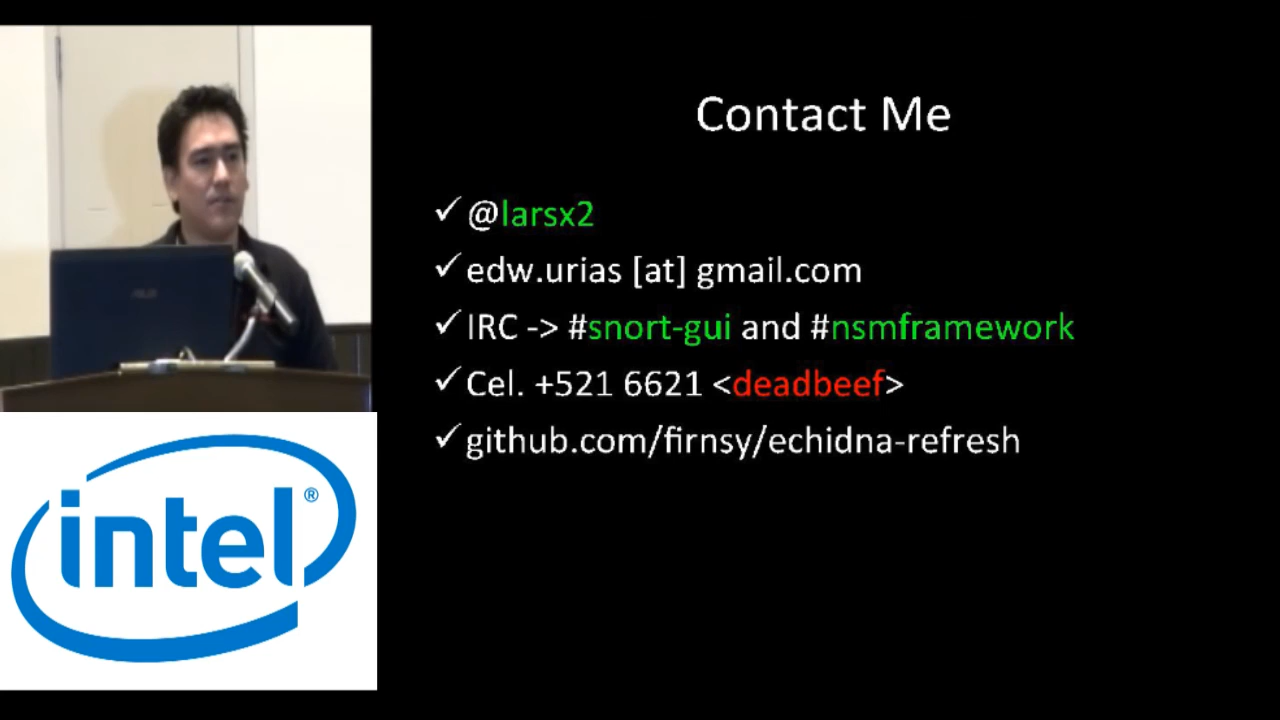 Contact Me
@larsx2
edw.urias [at] gmail.com
IRC -> #snort-gui and #nsmframework
Cel. +521 6621 <deadbeef>
github.com/firnsy/echidna-refresh
intel®